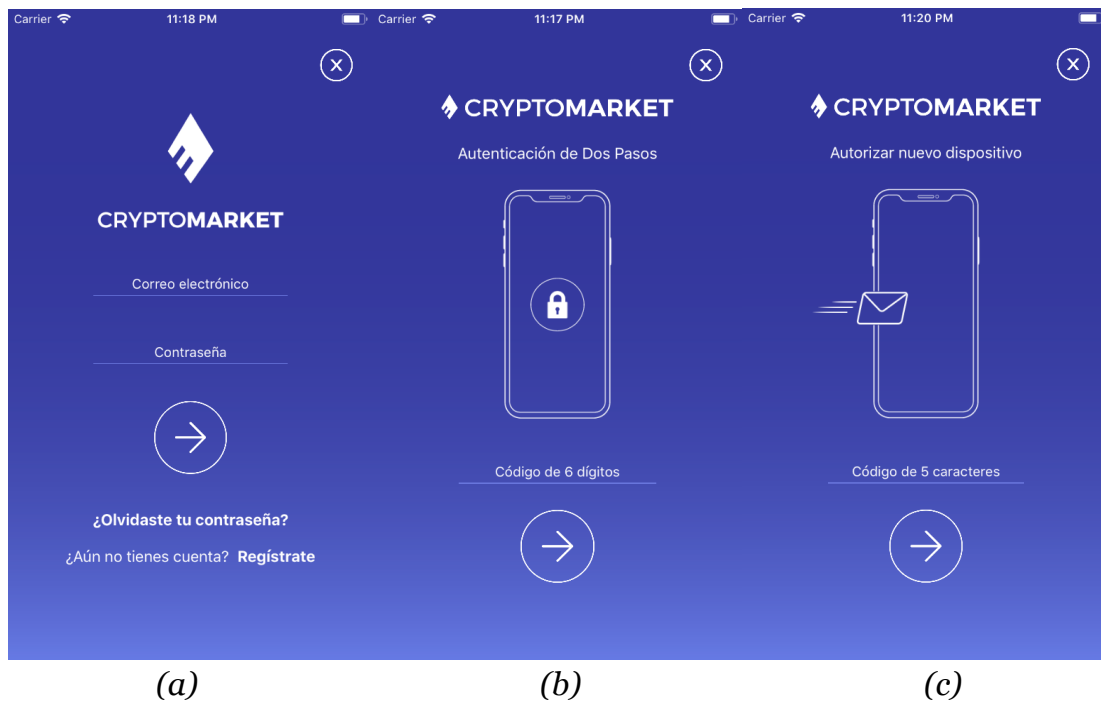 Carrier 11:18 PM
X
CRYPTOMARKET
Correo electrónico
Contraseña
¿Olvidaste tu contraseña?
¿Aún no tienes cuenta? Regístrate
(a)
Carrier 11:17 PM
X
CRYPTOMARKET
Autenticación de Dos Pasos
Código de 6 dígitos
(b)
Carrier 11:20 PM
X
CRYPTOMARKET
Autorizar nuevo dispositivo
Código de 5 caracteres
(c)